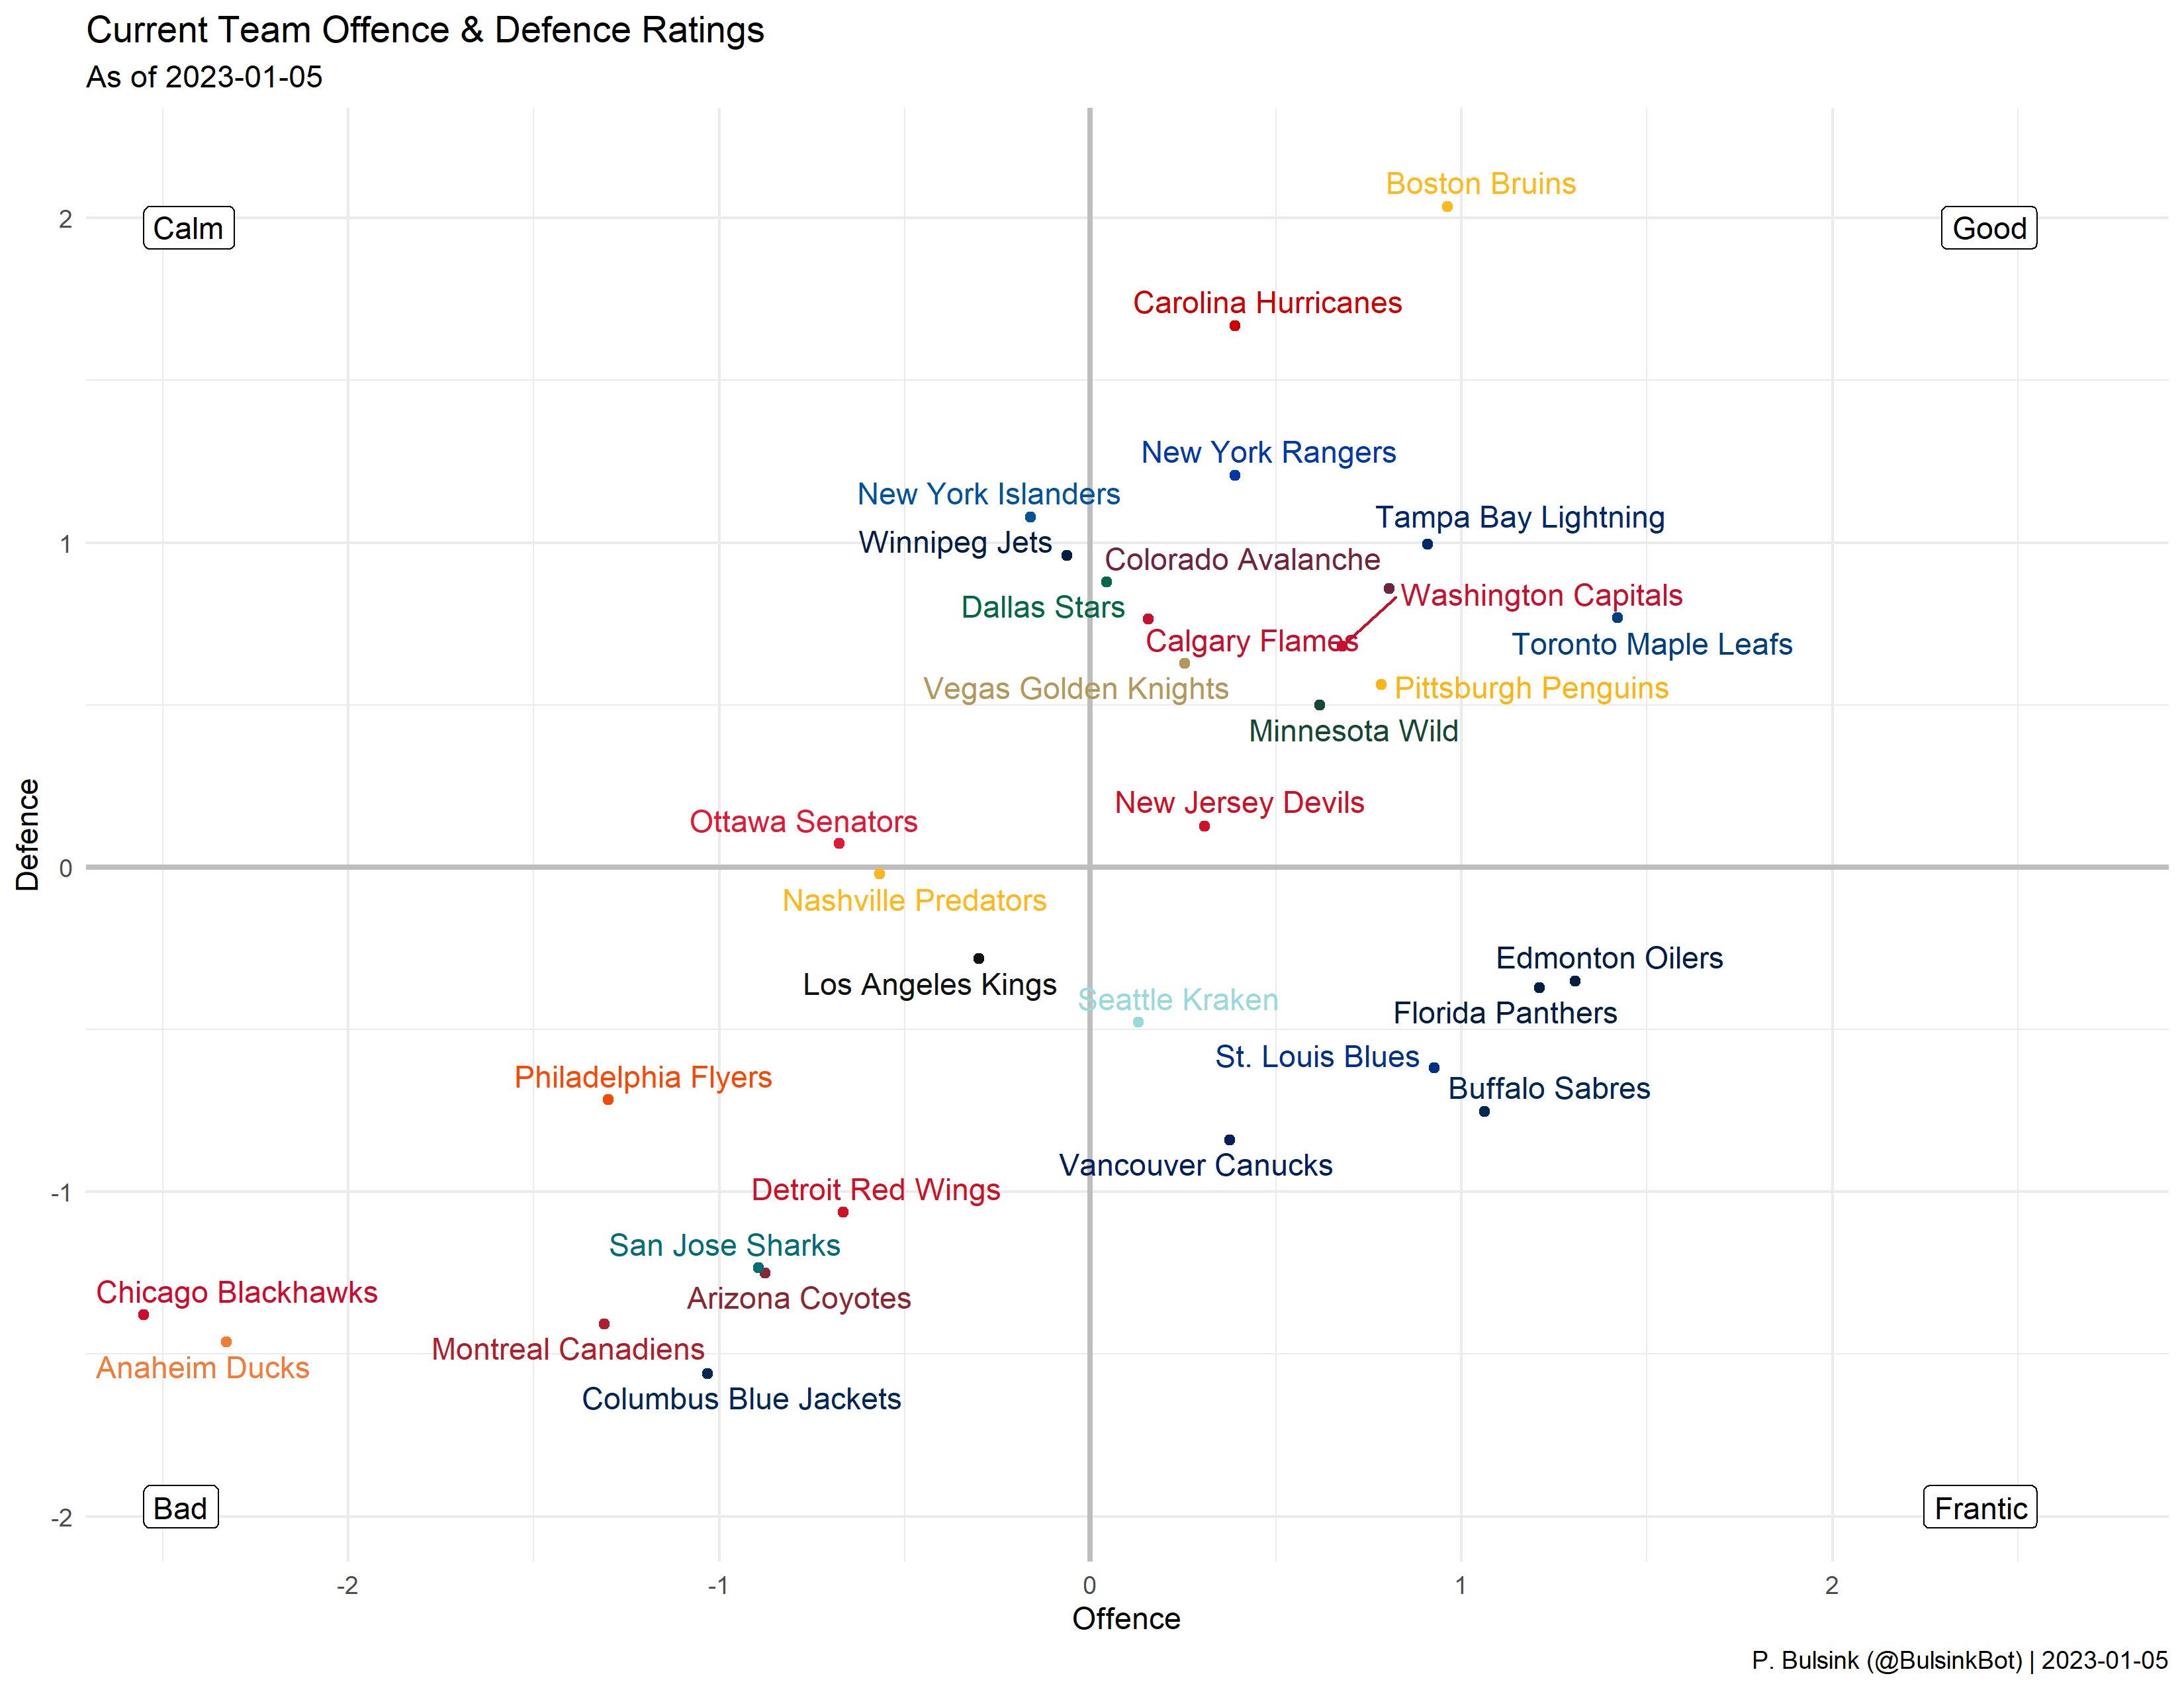 Current Team Offence & Defence Ratings
As of 2023-01-05
Boston Bruins
2
Calm
Good
Carolina Hurricanes
New York Rangers
New York Islanders
Tampa Bay Lightning
1
Winnipeg Jets
Colorado Avalanche
Washington Capitals
Dallas Stars
Calgary Flames
Toronto Maple Leafs
Vegas Golden Knights
Pittsburgh Penguins
Minnesota Wild
New Jersey Devils
Ottawa Senators
Defence
0
Nashville Predators
Edmonton Oilers
Los Angeles Kings
Seattle Kraken
Florida Panthers
St. Louis Blues
Philadelphia Flyers
Buffalo Sabres
Vancouver Canucks
-1
Detroit Red Wings
San Jose Sharks
Chicago Blackhawks
Arizona Coyotes
Montreal Canadiens
Anaheim Ducks
Columbus Blue Jackets
Bad
Frantic
-2
-2
-1
0
1
2
Offence
P. Bulsink (@BulsinkBot) | 2023-01-05